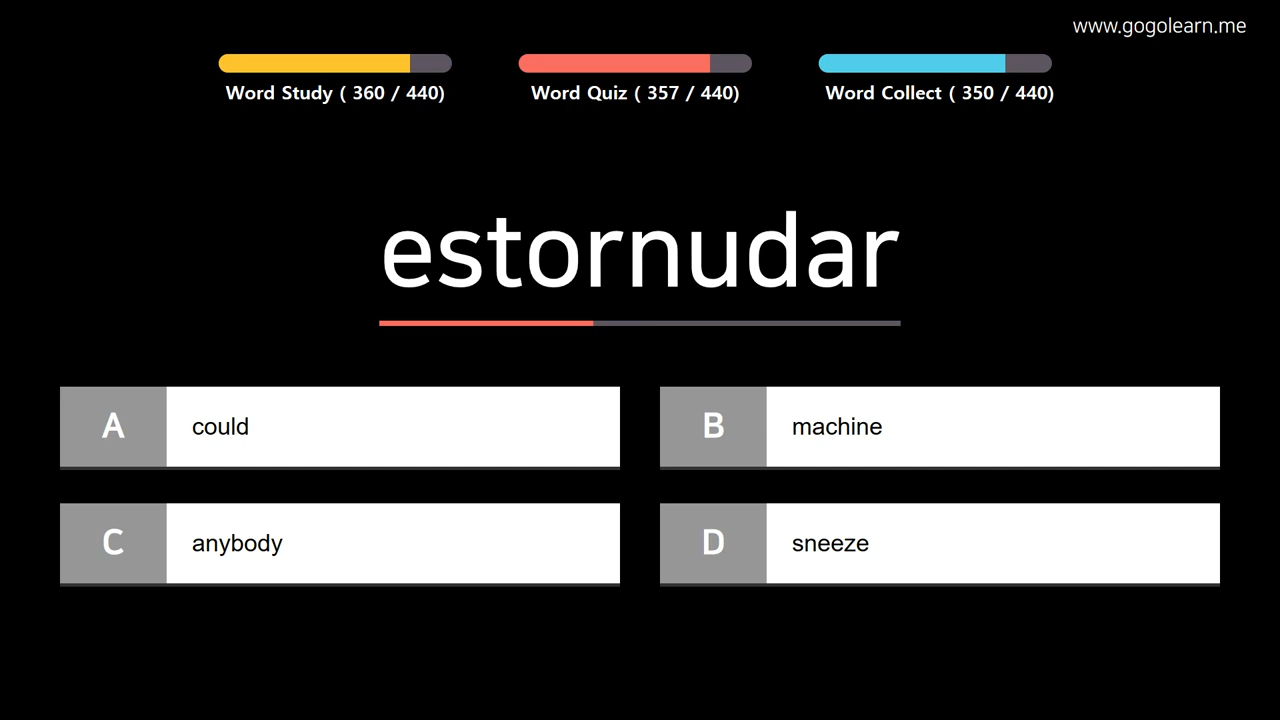 www.gogolearn.me
Word Study ( 360 / 440)
Word Quiz ( 357 / 440)
Word Collect ( 350 / 440)
estornudar
A could
B machine
C anybody
D sneeze